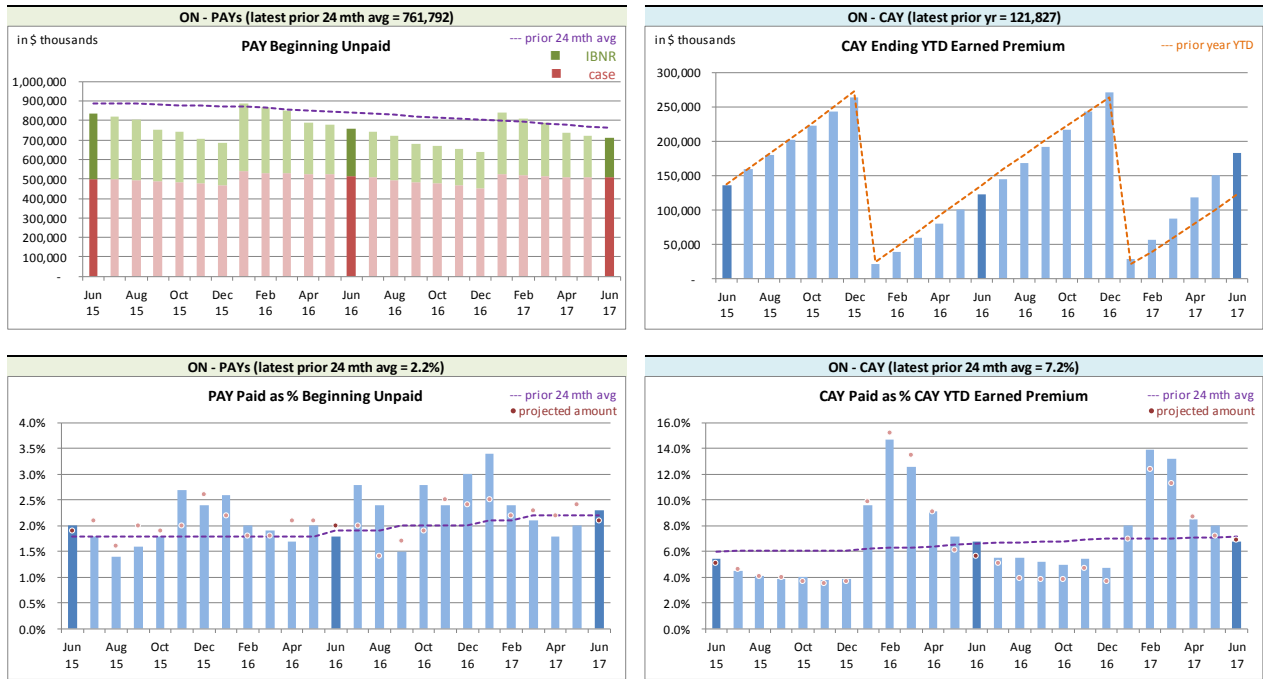 ON - PAYs (latest prior 24 mth avg = 761,792)
in $ thousands
PAY Beginning Unpaid
--- prior 24 mth avg
IBNR
case
1,000,000
900,000
800,000
700,000
600,000
500,000
400,000
300,000
200,000
100,000
-
Jun Aug Oct Dec Feb Apr Jun Aug Oct Dec Feb Apr Jun
15 15 15 15 16 16 16 16 16 16 17 17 17
ON - CAY (latest prior yr = 121,827)
in $ thousands
CAY Ending YTD Earned Premium
--- prior year YTD
300,000
250,000
200,000
150,000
100,000
50,000
-
Jun Aug Oct Dec Feb Apr Jun Aug Oct Dec Feb Apr Jun
15 15 15 15 16 16 16 16 16 16 17 17 17
ON - PAYs (latest prior 24 mth avg = 2.2%)
PAY Paid as % Beginning Unpaid
--- prior 24 mth avg
projected amount
4.0%
3.5%
3.0%
2.5%
2.0%
1.5%
1.0%
0.5%
0.0%
Jun Aug Oct Dec Feb Apr Jun Aug Oct Dec Feb Apr Jun
15 15 15 15 16 16 16 16 16 16 17 17 17
ON - CAY (latest prior 24 mth avg = 7.2%)
CAY Paid as % CAY YTD Earned Premium
--- prior 24 mth avg
projected amount
16.0%
14.0%
12.0%
10.0%
8.0%
6.0%
4.0%
2.0%
0.0%
Jun Aug Oct Dec Feb Apr Jun Aug Oct Dec Feb Apr Jun
15 15 15 15 16 16 16 16 16 16 17 17 17